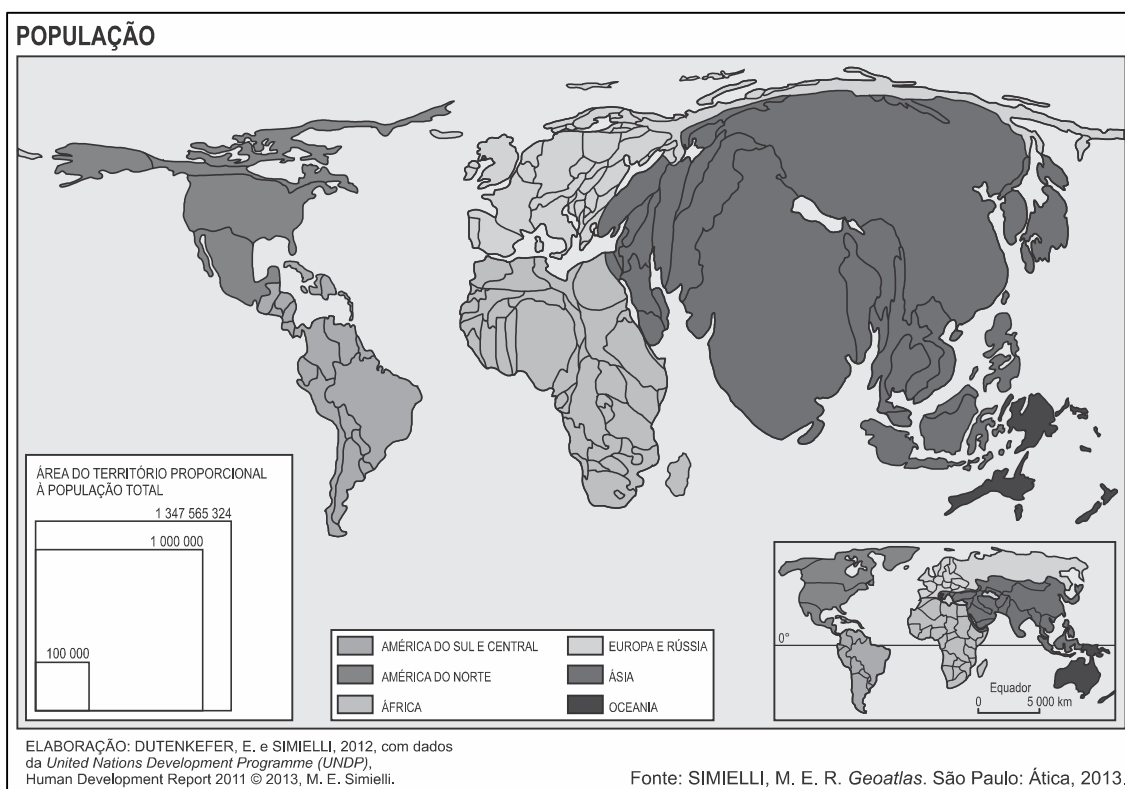 POPULAÇÃO
ÁREA DO TERRITÓRIO PROPORCIONAL
À POPULAÇÃO TOTAL
1 347 565 324
1 000 000
100 000
AMÉRICA DO SUL E CENTRAL
AMÉRICA DO NORTE
ÁFRICA
EUROPA E RÚSSIA
ÁSIA
OCEANIA
0°
Equador
0 5 000 km
ELABORAÇÃO: DUTENKEFER, E. e SIMIELLI, 2012, com dados
da United Nations Development Programme (UNDP),
Human Development Report 2011 © 2013, M. E. Simielli.
Fonte: SIMIELLI, M. E. R. Geoatlas. São Paulo: Ática, 2013.